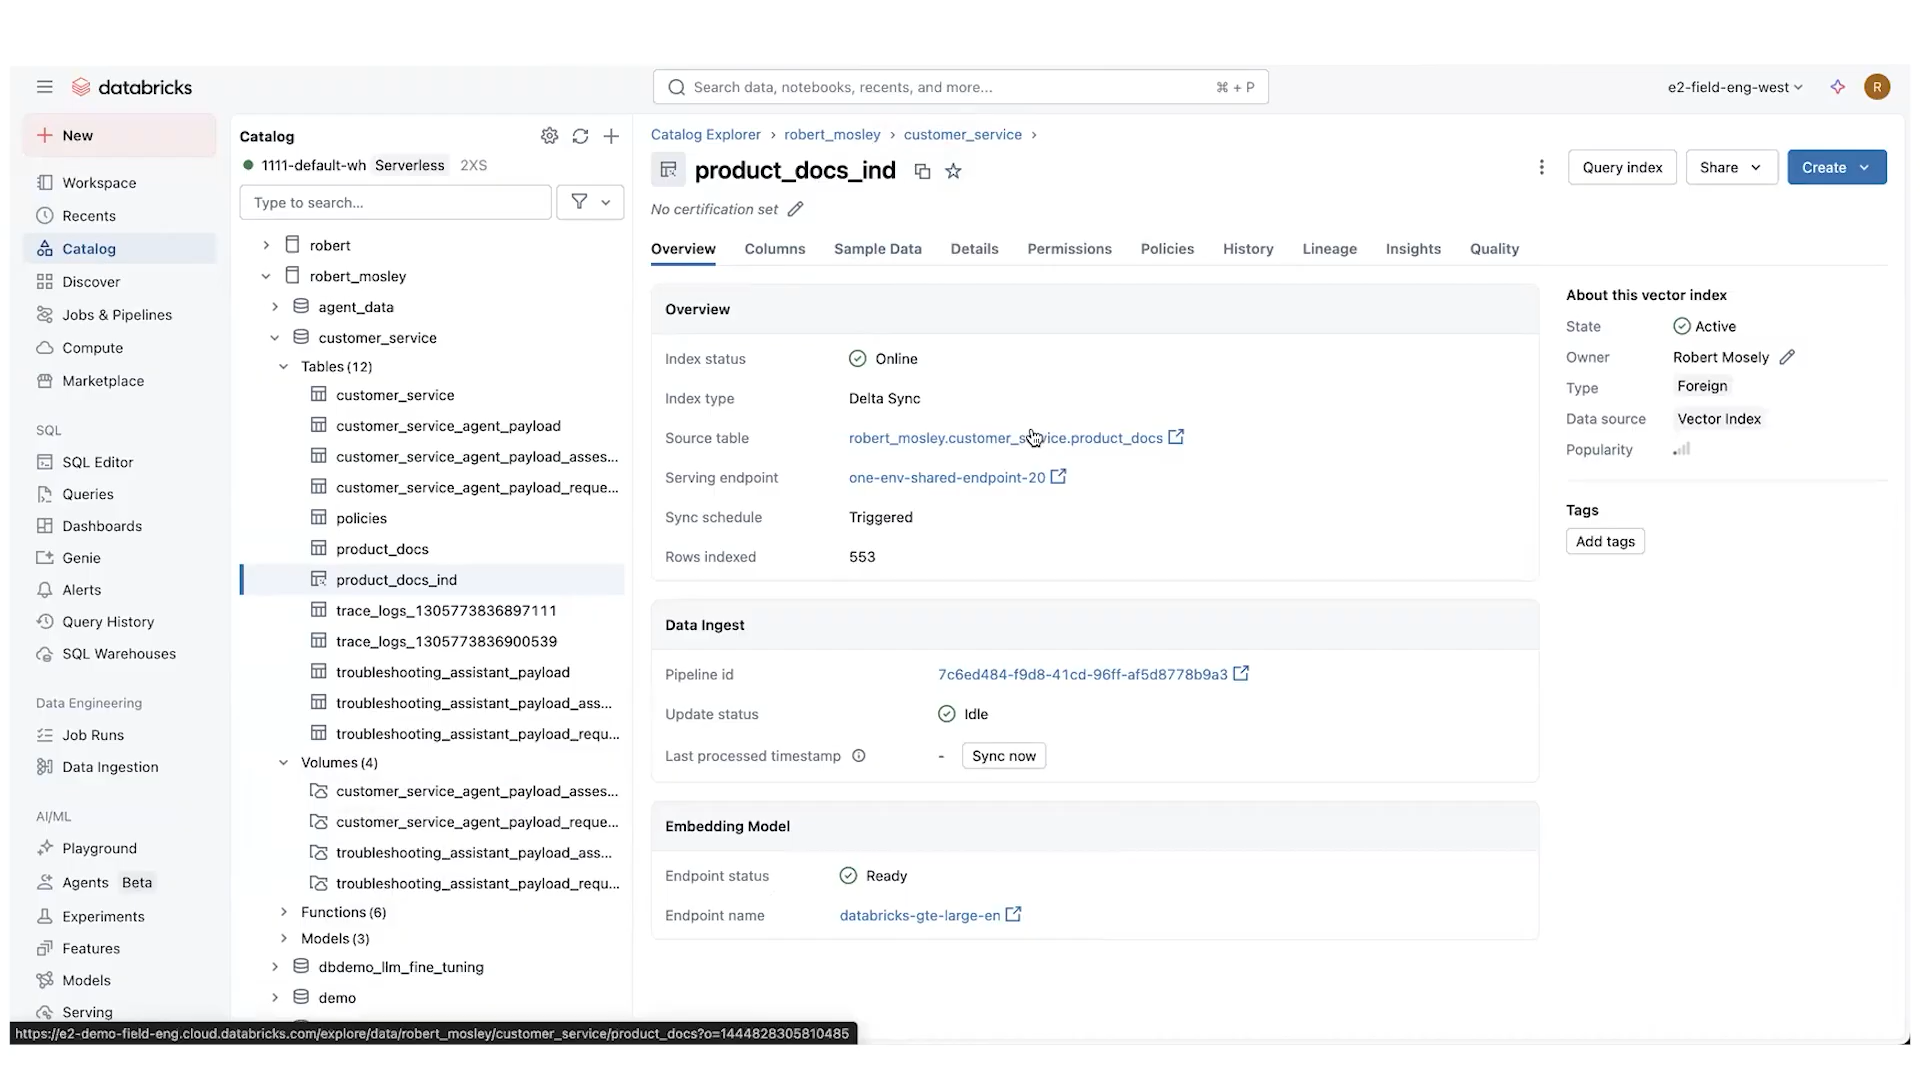 databricks
Search data, notebooks, recents, and more...
⌘ + P
e2-field-eng-west
R
New
Workspace
Recents
Catalog
Discover
Jobs & Pipelines
Compute
Marketplace
SQL
SQL Editor
Queries
Dashboards
Genie
Alerts
Query History
SQL Warehouses
Data Engineering
Job Runs
Data Ingestion
AI/ML
Playground
Agents Beta
Experiments
Features
Models
Serving
Catalog
1111-default-wh Serverless 2XS
Type to search...
robert
robert_mosley
agent_data
customer_service
Tables (12)
customer_service
customer_service_agent_payload
customer_service_agent_payload_asses...
customer_service_agent_payload_reque...
policies
product_docs
product_docs_ind
trace_logs_1305773836897111
trace_logs_1305773836900539
troubleshooting_assistant_payload
troubleshooting_assistant_payload_ass...
troubleshooting_assistant_payload_requ...
Volumes (4)
customer_service_agent_payload_asses...
customer_service_agent_payload_reque...
troubleshooting_assistant_payload_ass...
troubleshooting_assistant_payload_requ...
Functions (6)
Models (3)
dbdemo_llm_fine_tuning
demo
Catalog Explorer > robert_mosley > customer_service >
product_docs_ind
No certification set
Query index
Share
Create
Overview Columns Sample Data Details Permissions Policies History Lineage Insights Quality
Overview
Index status Online
Index type Delta Sync
Source table robert_mosley.customer_service.product_docs
Serving endpoint one-env-shared-endpoint-20
Sync schedule Triggered
Rows indexed 553
Data Ingest
Pipeline id 7c6ed484-f9d8-41cd-96ff-af5d8778b9a3
Update status Idle
Last processed timestamp - Sync now
Embedding Model
Endpoint status Ready
Endpoint name databricks-gte-large-en
About this vector index
State Active
Owner Robert Mosely
Type Foreign
Data source Vector Index
Popularity
Tags
Add tags
https://e2-demo-field-eng.cloud.databricks.com/explore/data/robert_mosley/customer_service/product_docs?o=1444828305810485